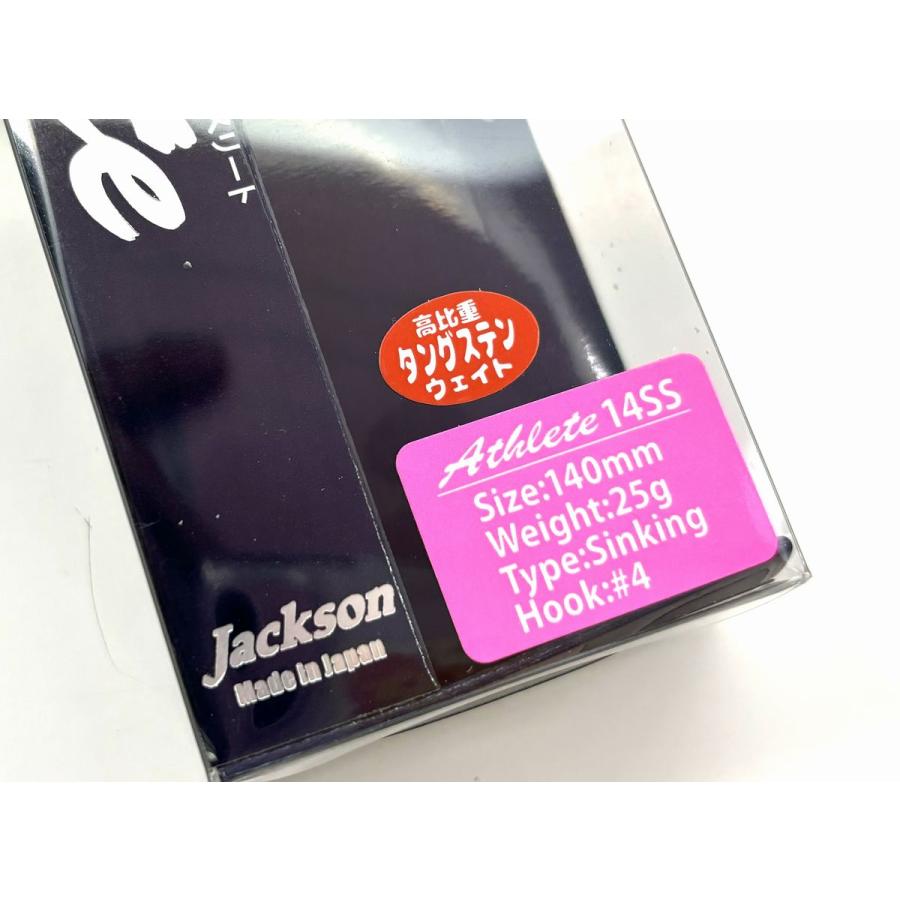 高比重
タングステン
ウェイト
Athlete 14SS
Size:140mm
Weight:25g
Type:Sinking
Hook:#4
Jackson
Made in Japan